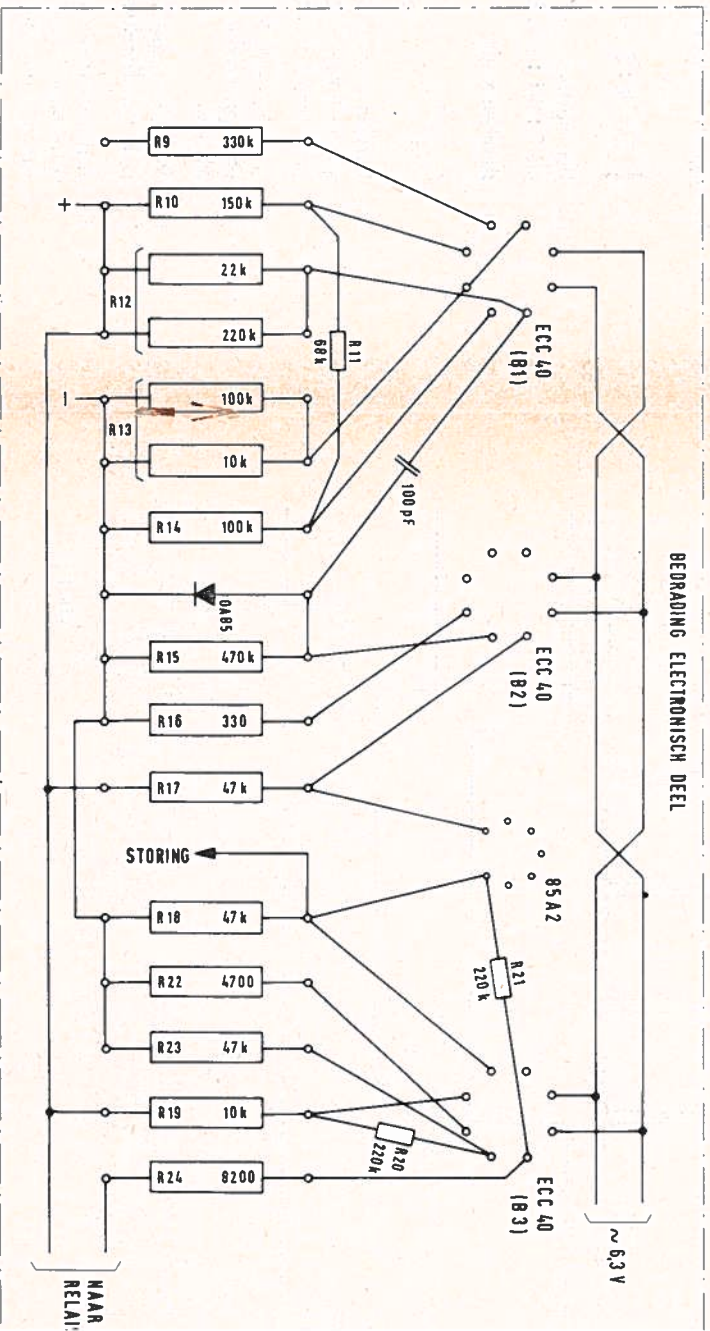 BEDRADING ELECTRONISCH DEEL
R9 330k
R10 150k
+
22k
R12
220k
R11
68k
ECC 40
(B1)
100k
-
R13
10k
100pF
R14 100k
OA85
R15 470k
ECC 40
(B2)
R16 330
R17 47k
STORING
85A2
R18 47k
R21
220k
R22 4700
R23 47k
R19 10k
R20
220k
R24 8200
ECC 40
(B3)
~ 6,3 V
NAAR